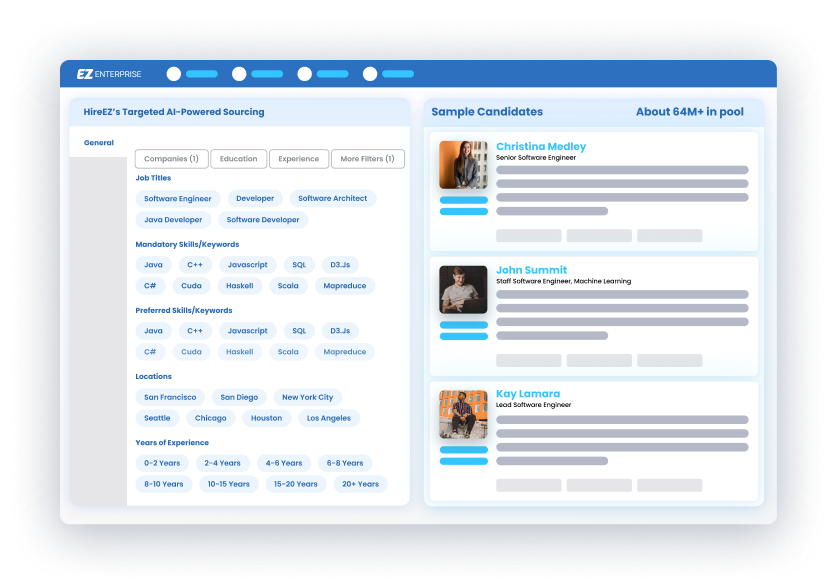 EZ ENTERPRISE
HireEZ's Targeted AI-Powered Sourcing
General
Companies (1) Education Experience More Filters (1)
Job Titles
Software Engineer Developer Software Architect
Java Developer Software Developer
Mandatory Skills/Keywords
Java C++ Javascript SQL D3.Js
C# Cuda Haskell Scala Mapreduce
Preferred Skills/Keywords
Java C++ Javascript SQL D3.Js
C# Cuda Haskell Scala Mapreduce
Locations
San Francisco San Diego New York City
Seattle Chicago Houston Los Angeles
Years of Experience
0-2 Years 2-4 Years 4-6 Years 6-8 Years
8-10 Years 10-15 Years 15-20 Years 20+ Years
Sample Candidates About 64M+ in pool
Christina Medley
Senior Software Engineer
John Summit
Staff Software Engineer, Machine Learning
Kay Lamara
Lead Software Engineer